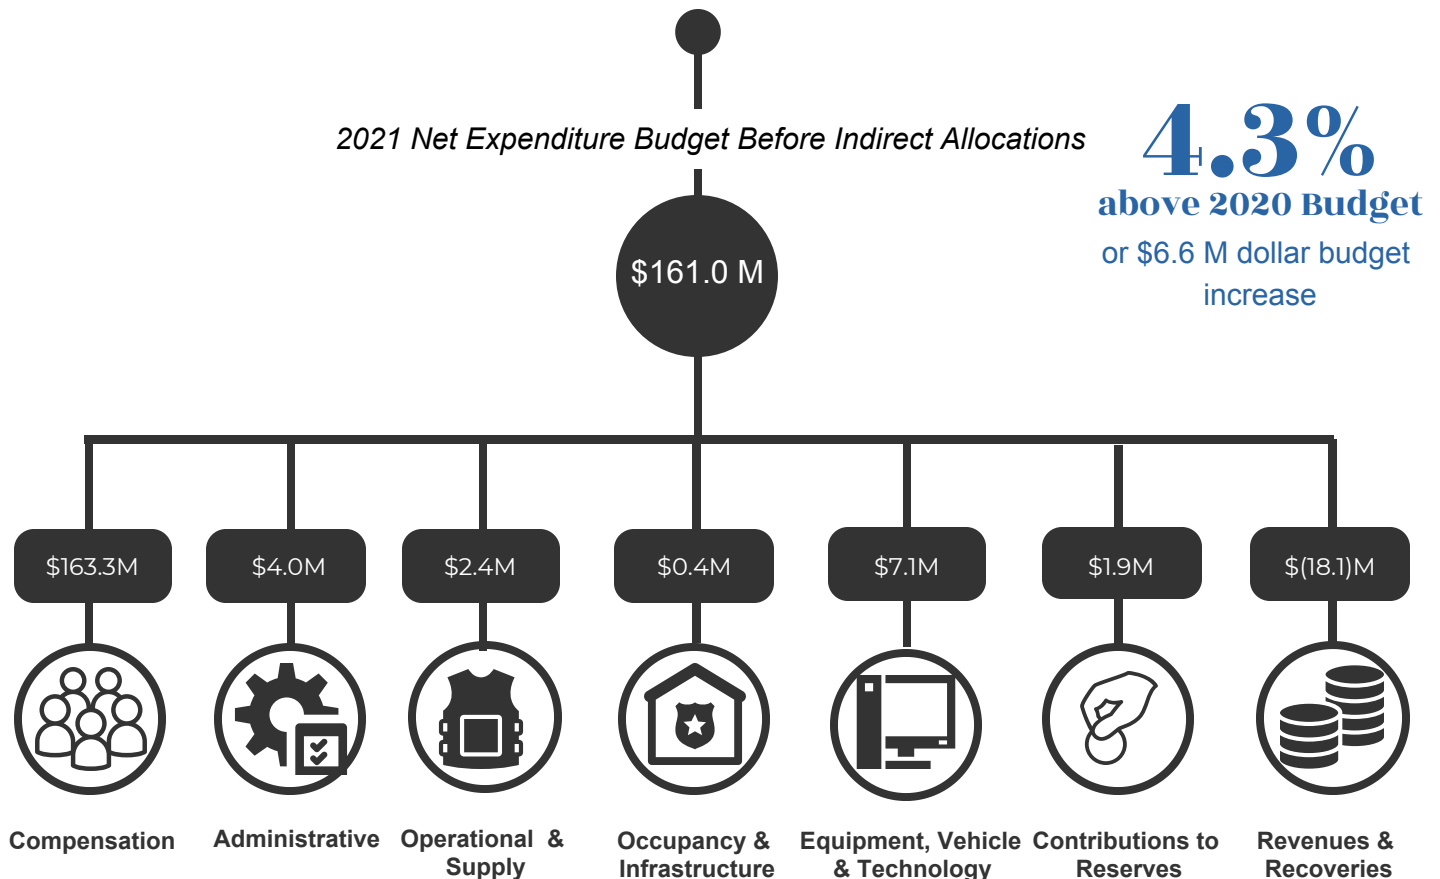 2021 Net Expenditure Budget Before Indirect Allocations
4.3%
above 2020 Budget
or $6.6 M dollar budget
increase
$161.0 M
$163.3M
$4.0M
$2.4M
$0.4M
$7.1M
$1.9M
$(18.1)M
Compensation
Administrative
Operational &
Supply
Occupancy &
Infrastructure
Equipment, Vehicle
& Technology
Contributions to
Reserves
Revenues &
Recoveries